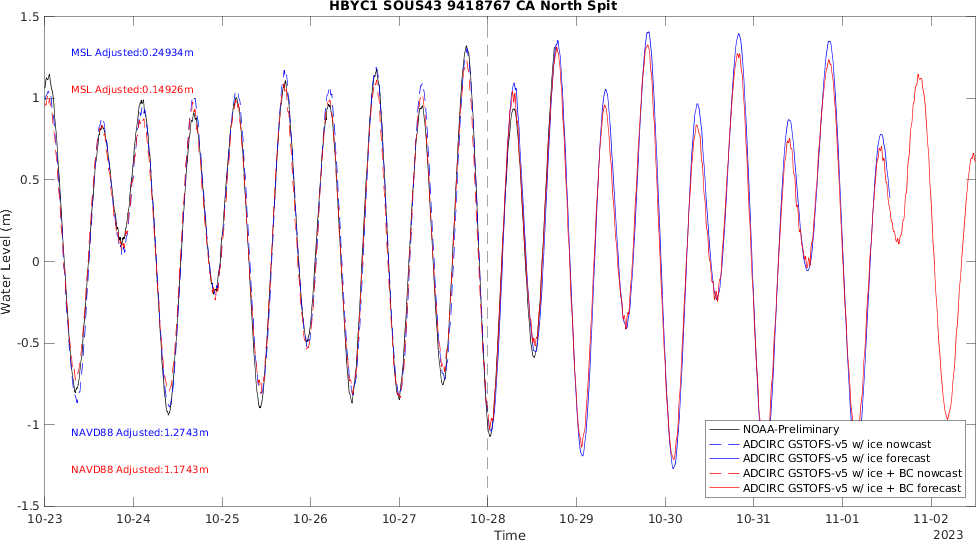 HBYC1 SOUS43 9418767 CA North Spit
MSL Adjusted:0.24934m
MSL Adjusted:0.14926m
NAVD88 Adjusted:1.2743m
NAVD88 Adjusted:1.1743m
Water Level (m)
1.5
1
0.5
0
-0.5
-1
-1.5
10-23 10-24 10-25 10-26 10-27 10-28 10-29 10-30 10-31 11-01 11-02
Time
2023
NOAA-Preliminary
ADCIRC GSTOFS-v5 w/ ice nowcast
ADCIRC GSTOFS-v5 w/ ice forecast
ADCIRC GSTOFS-v5 w/ ice + BC nowcast
ADCIRC GSTOFS-v5 w/ ice + BC forecast